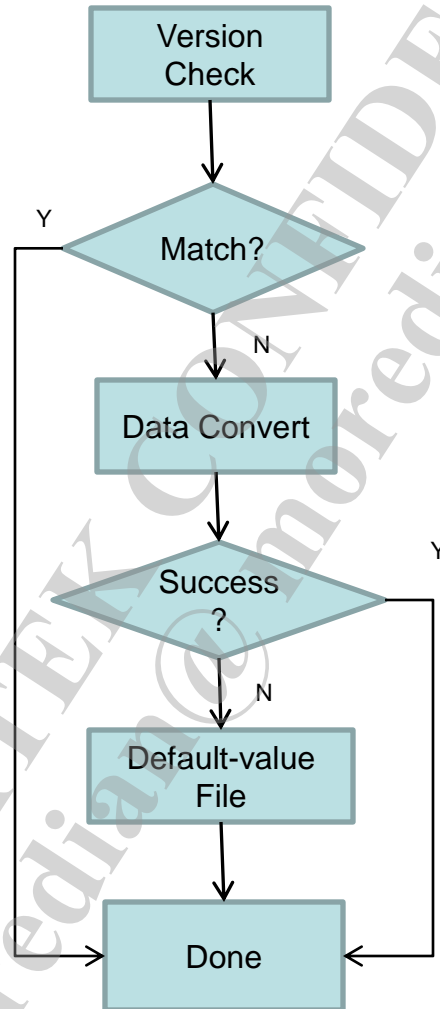 Version
Check
Y
Match?
N
Data Convert
Y
Success
?
N
Default-value
File
Done